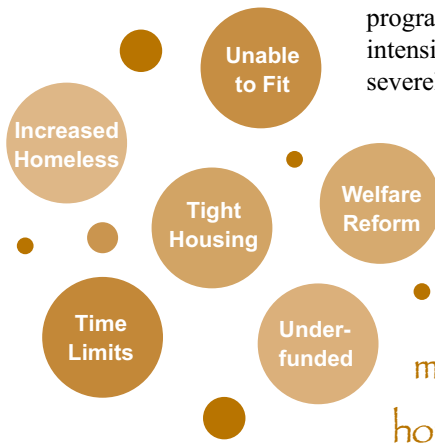 Unable
to Fit
Increased
Homeless
Tight
Housing
Welfare
Reform
Time
Limits
Under-
funded